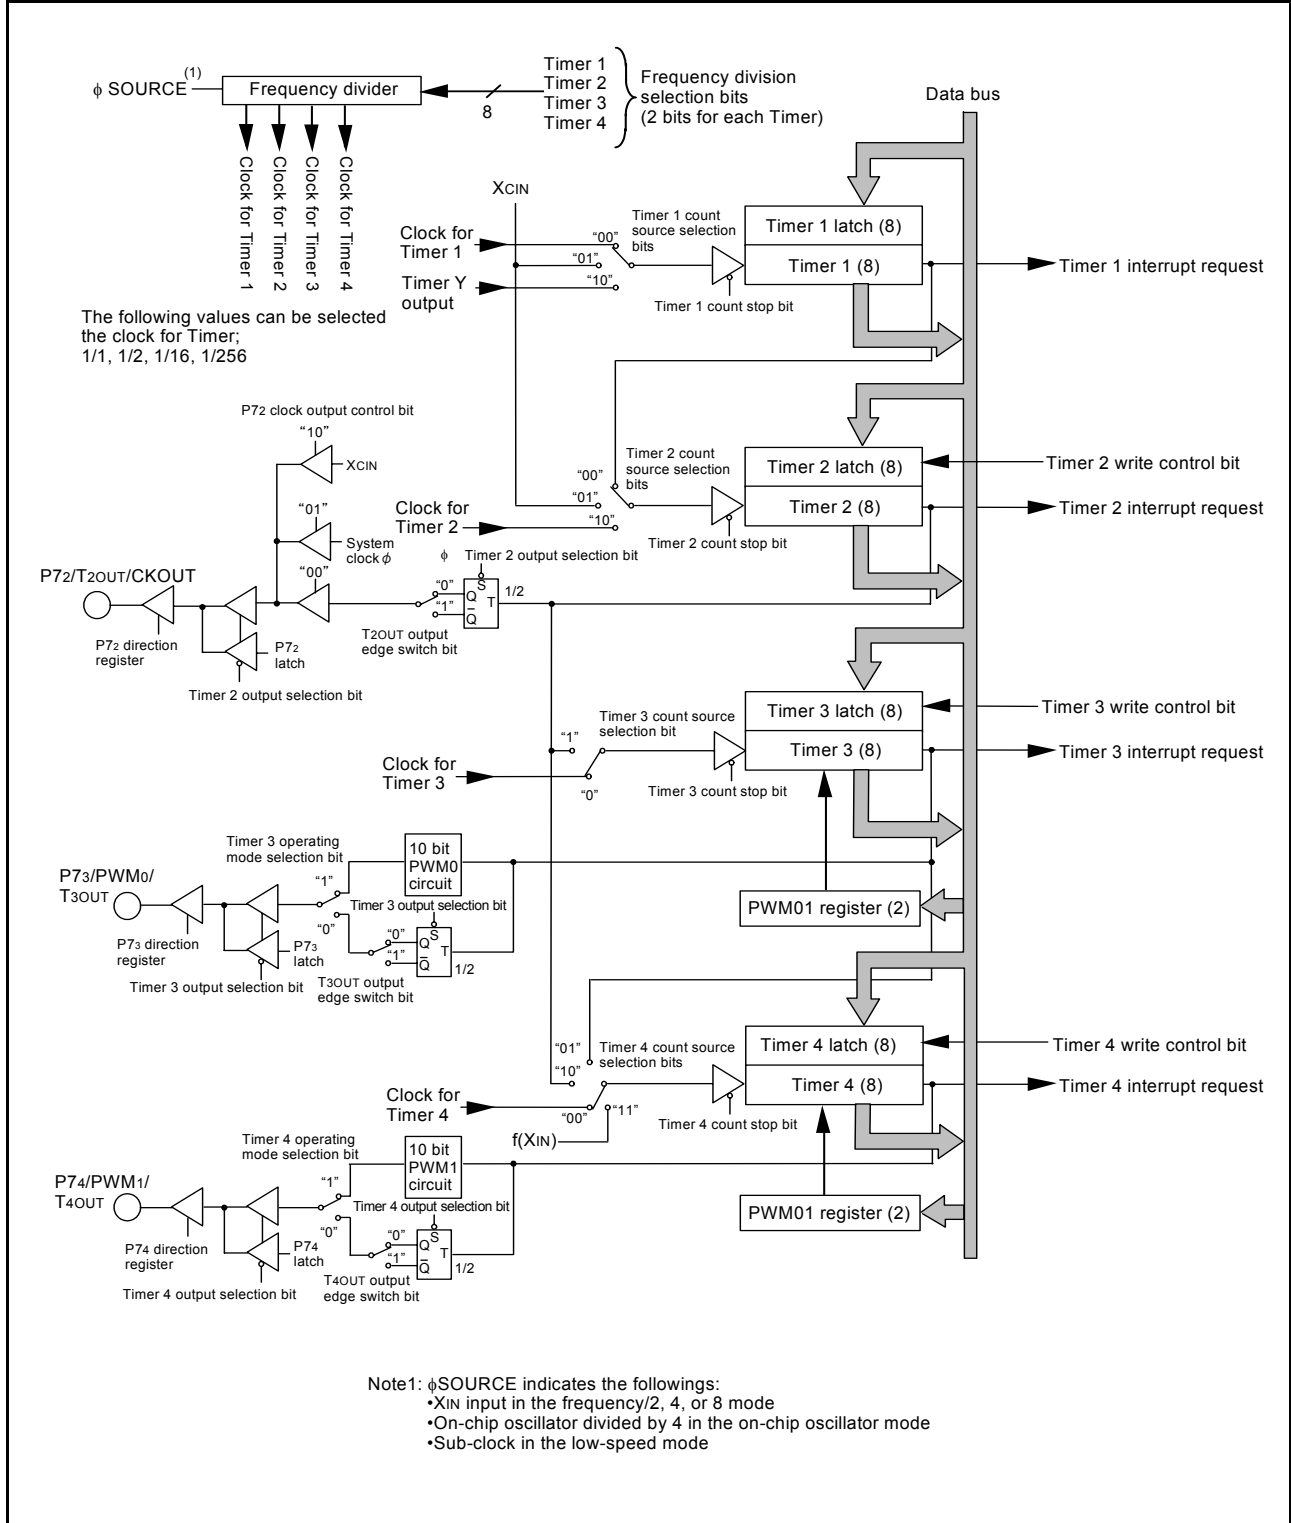 ϕ SOURCE (1)
Frequency divider
8
Timer 1
Timer 2
Timer 3
Timer 4
Frequency division
selection bits
(2 bits for each Timer)
Data bus
Clock for Timer 1
Clock for Timer 2
Clock for Timer 3
Clock for Timer 4
The following values can be selected
the clock for Timer;
1/1, 1/2, 1/16, 1/256
XCIN
Clock for
Timer 1
Timer Y
output
"00"
"01"
"10"
Timer 1 count
source selection
bits
Timer 1 count stop bit
Timer 1 latch (8)
Timer 1 (8)
Timer 1 interrupt request
P72 clock output control bit
"10"
XCIN
"01"
System
clock ϕ
"00"
P72/T2OUT/CKOUT
P72 direction
register
P72
latch
Timer 2 output selection bit
Clock for
Timer 2
"00"
"01"
"10"
Timer 2 count
source selection
bits
Timer 2 count stop bit
Timer 2 latch (8)
Timer 2 (8)
Timer 2 write control bit
Timer 2 interrupt request
ϕ
Timer 2 output selection bit
"0"
"1"
S
Q
T
Q̄
1/2
T2OUT output
edge switch bit
Timer 3 count source
selection bit
"1"
"0"
Clock for
Timer 3
Timer 3 count stop bit
Timer 3 latch (8)
Timer 3 (8)
Timer 3 write control bit
Timer 3 interrupt request
PWM01 register (2)
Timer 3 operating
mode selection bit
10 bit
PWM0
circuit
"1"
"0"
P73/PWM0/
T3OUT
P73 direction
register
P73
latch
Timer 3 output selection bit
Timer 3 output selection bit
"0"
"1"
S
Q
T
Q̄
1/2
T3OUT output
edge switch bit
"01"
"10"
"00"
"11"
Timer 4 count source
selection bits
Clock for
Timer 4
f(XIN)
Timer 4 count stop bit
Timer 4 latch (8)
Timer 4 (8)
Timer 4 write control bit
Timer 4 interrupt request
PWM01 register (2)
Timer 4 operating
mode selection bit
10 bit
PWM1
circuit
"1"
"0"
P74/PWM1/
T4OUT
P74 direction
register
P74
latch
Timer 4 output selection bit
Timer 4 output selection bit
"0"
"1"
S
Q
T
Q̄
1/2
T4OUT output
edge switch bit
Note1: ϕSOURCE indicates the followings:
•XIN input in the frequency/2, 4, or 8 mode
•On-chip oscillator divided by 4 in the on-chip oscillator mode
•Sub-clock in the low-speed mode